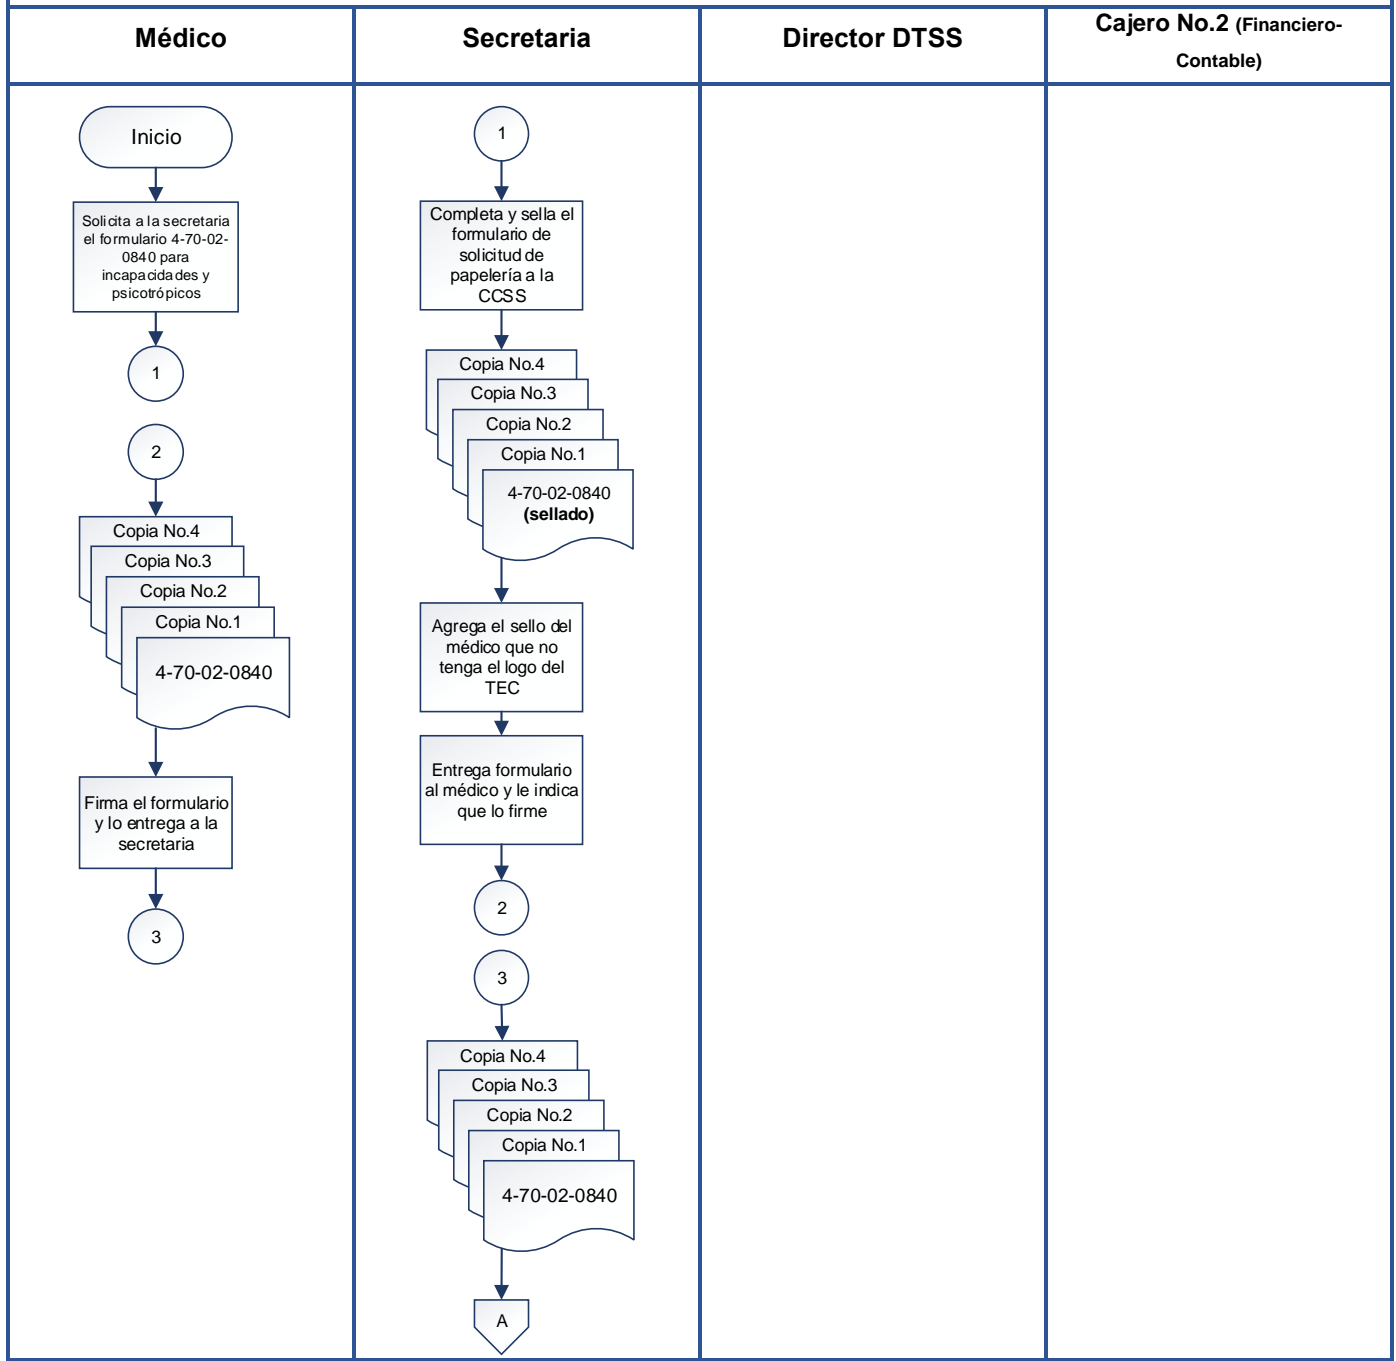 Médico
Secretaria
Director DTSS
Cajero No.2 (Financiero-
Contable)
Inicio
Solicita a la secretaria
el formulario 4-70-02-
0840 para
incapacidades y
psicotrópicos
1
2
Copia No.4
Copia No.3
Copia No.2
Copia No.1
4-70-02-0840
Firma el formulario
y lo entrega a la
secretaria
3
1
Completa y sella el
formulario de
solicitud de
papelería a la
CCSS
Copia No.4
Copia No.3
Copia No.2
Copia No.1
4-70-02-0840
(sellado)
Agrega el sello del
médico que no
tenga el logo del
TEC
Entrega formulario
al médico y le indica
que lo firme
2
3
Copia No.4
Copia No.3
Copia No.2
Copia No.1
4-70-02-0840
A